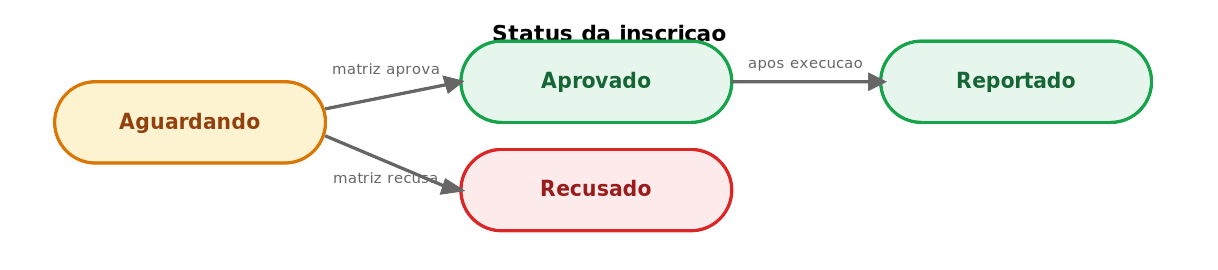 Status da inscricao
matriz aprova
Aprovado
apos execucao
Reportado
Aguardando
matriz recusa
Recusado